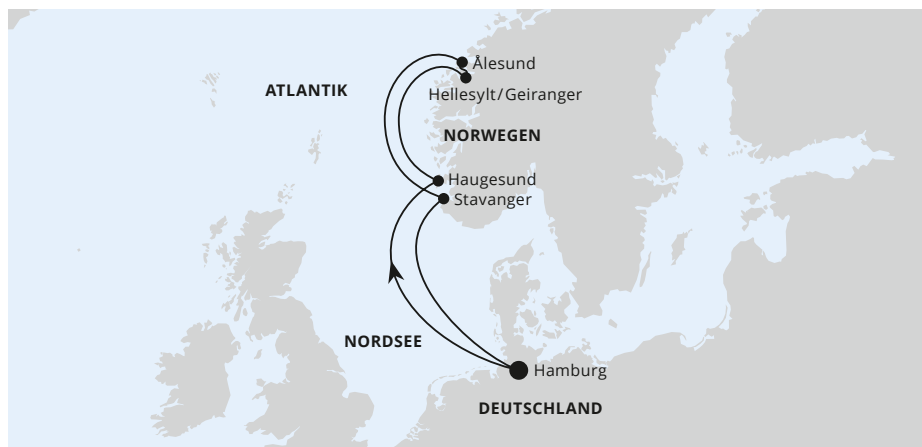 Ålesund
ATLANTIK
Hellesylt/Geiranger
NORWEGEN
Haugesund
Stavanger
NORDSEE
Hamburg
DEUTSCHLAND